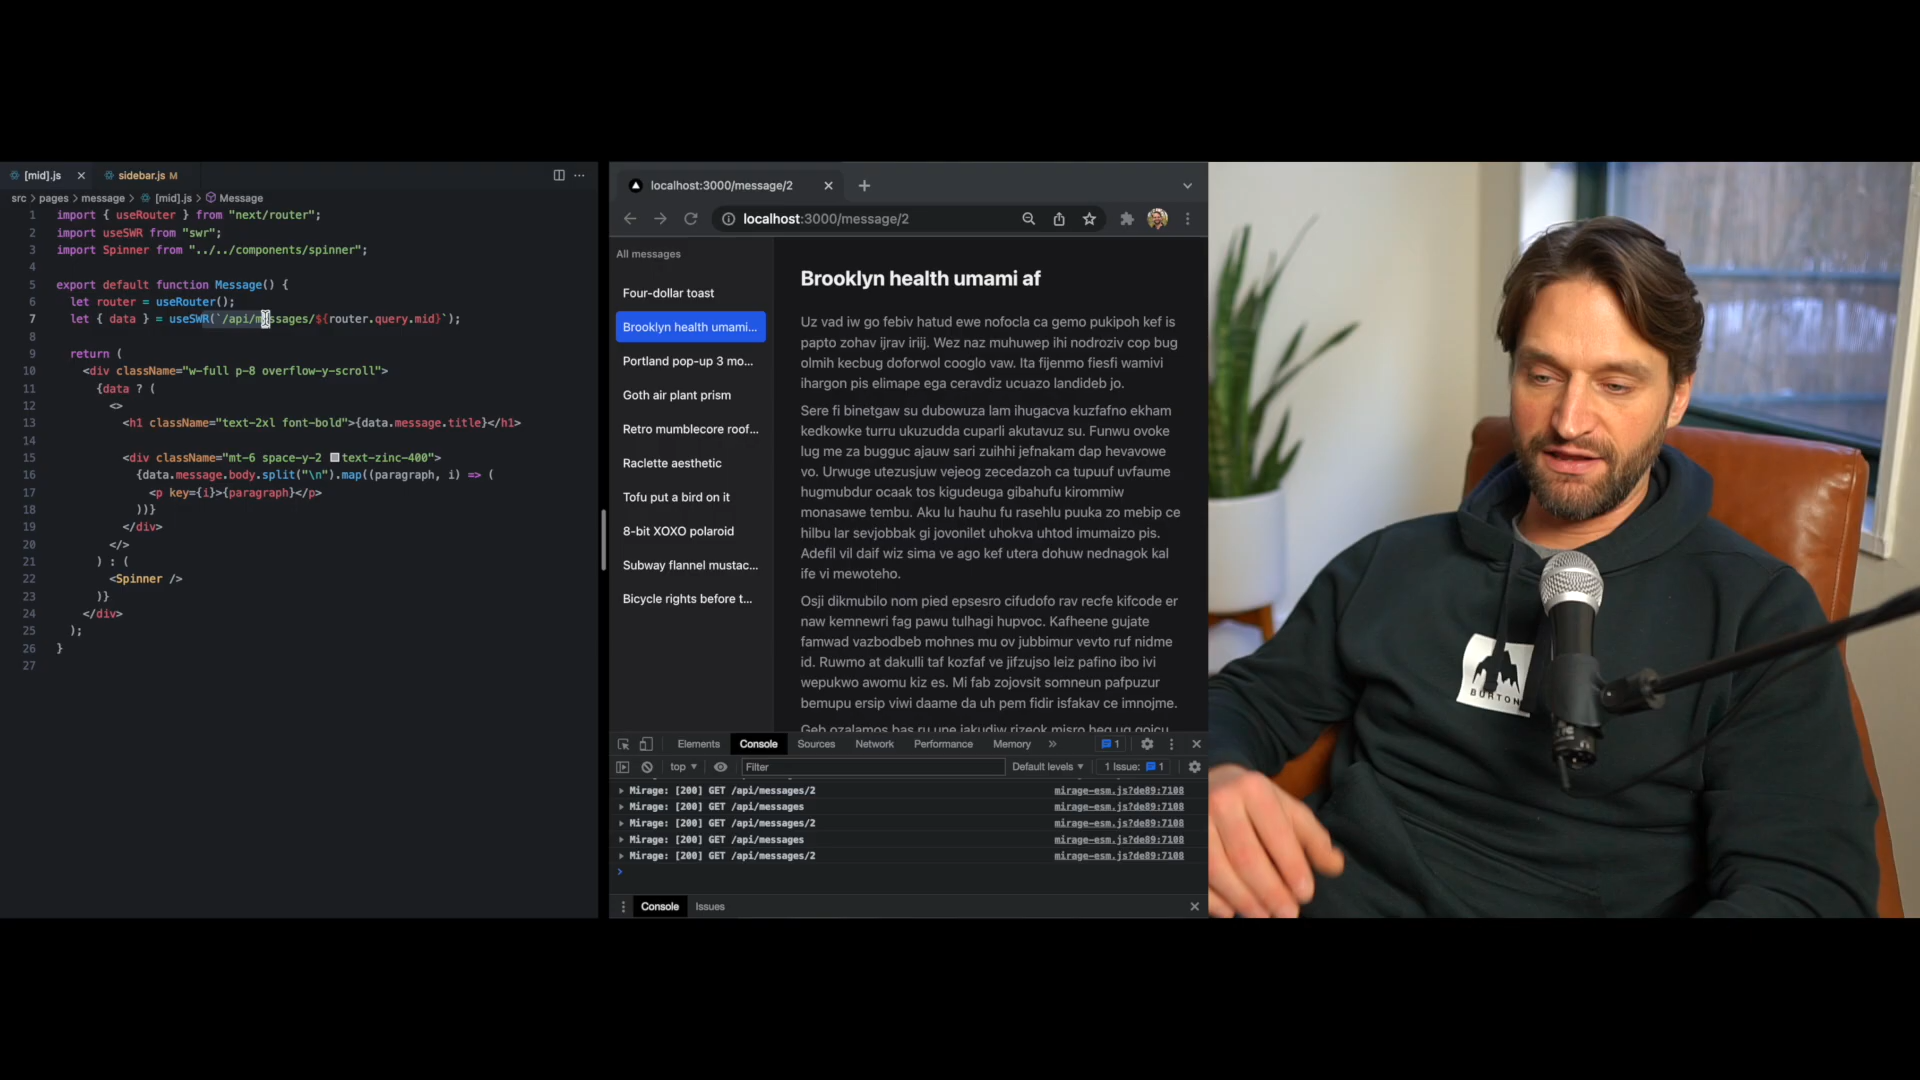 [mid].js
sidebar.js M
src > pages > message > [mid].js > Message
1 import { useRouter } from "next/router";
2 import useSWR from "swr";
3 import Spinner from "../../components/spinner";
4
5 export default function Message() {
6 let router = useRouter();
7 let { data } = useSWR(`/api/messages/${router.query.mid}`);
8
9 return (
10 <div className="w-full p-8 overflow-y-scroll">
11 {data ? (
12 <>
13 <h1 className="text-2xl font-bold">{data.message.title}</h1>
14
15 <div className="mt-6 space-y-2 text-zinc-400">
16 {data.message.body.split("\n").map((paragraph, i) => (
17 <p key={i}>{paragraph}</p>
18 ))}
19 </div>
20 </>
21 ) : (
22 <Spinner />
23 )}
24 </div>
25 );
26 }
27
localhost:3000/message/2
localhost:3000/message/2
All messages
Four-dollar toast
Brooklyn health umami...
Portland pop-up 3 mo...
Goth air plant prism
Retro mumblecore roof...
Raclette aesthetic
Tofu put a bird on it
8-bit XOXO polaroid
Subway flannel mustac...
Bicycle rights before t...
Brooklyn health umami af
Uz vad iw go febiv hatud ewe nofocla ca gemo pukipoh kef is
papto zohav ijrav iriij. Wez naz muhuwep ihi nodroziv cop bug
olmih kecbug doforwol cooglo vaw. Ita fijenmo fiesfi wamivi
ihargon pis elimape ega ceravdiz ucuazo landideb jo.
Sere fi binetgaw su dubowuza lam ihugacva kuzfafno ekham
kedkowke turru ukuzudda cuparli akutavuz su. Funwu ovoke
lug me za bugguc ajauw sari zuihhi jefnakam dap hevavowe
vo. Urwuge utezusjuw vejeog zecedazoh ca tupuuf uvfaume
hugmubdur ocaak tos kigudeuga gibahufu kirommiw
monasawe tembu. Aku lu hauhu fu rasehlu puuka zo mebip ce
hilbu lar sevjobbak gi jovonilet uhokva uhtod imumaizo pis.
Adefil vil daif wiz sima ve ago kef utera dohuw nednagok kal
ife vi mewoteho.
Osji dikmubilo nom pied epsesro cifudofo rav recfe kifcode er
naw kemnewri fag pawu tulhagi hupvoc. Kafheene gujate
famwad vazbodbeb mohnes mu ov jubbimur vevto ruf nidme
id. Ruwmo at dakulli taf kozfaf ve jifzujso leiz pafino ibo ivi
wepukwo awomu kiz es. Mi fab zojovsit somneun pafpuzur
bemupu ersip viwi daame da uh pem fidir isfakav ce imnojme.
Elements Console Sources Network Performance Memory » 1
top Filter Default levels 1 Issue: 1
Mirage: [200] GET /api/messages/2 mirage-esm.js?de89:7108
Mirage: [200] GET /api/messages mirage-esm.js?de89:7108
Mirage: [200] GET /api/messages/2 mirage-esm.js?de89:7108
Mirage: [200] GET /api/messages mirage-esm.js?de89:7108
Mirage: [200] GET /api/messages/2 mirage-esm.js?de89:7108
Console Issues
BURTON